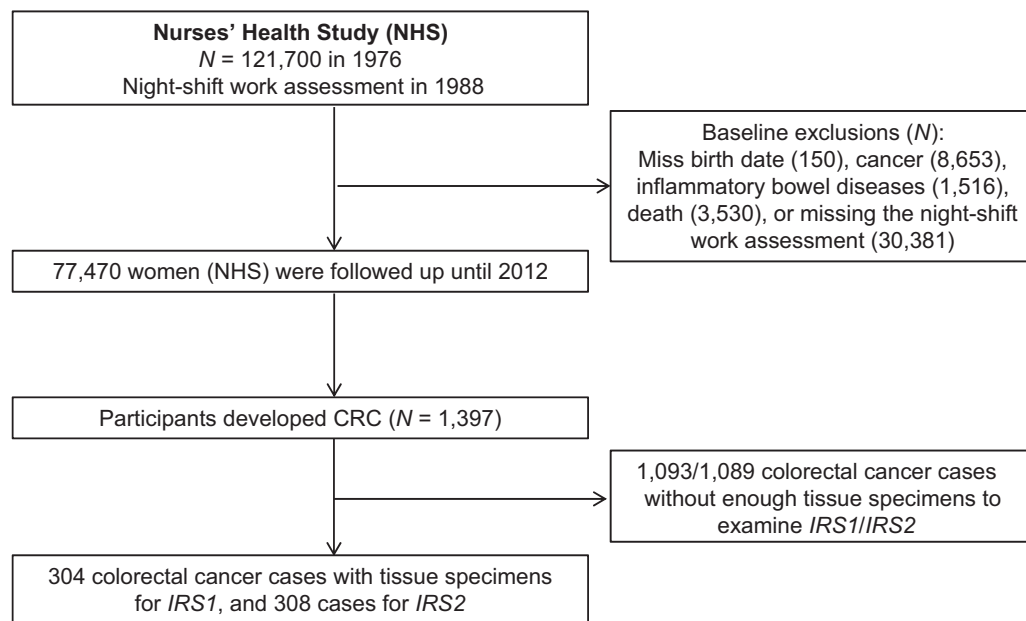 Nurses’ Health Study (NHS)
N = 121,700 in 1976
Night-shift work assessment in 1988
Baseline exclusions (N):
Miss birth date (150), cancer (8,653),
inflammatory bowel diseases (1,516),
death (3,530), or missing the night-shift
work assessment (30,381)
77,470 women (NHS) were followed up until 2012
Participants developed CRC (N = 1,397)
1,093/1,089 colorectal cancer cases
without enough tissue specimens to
examine IRS1/IRS2
304 colorectal cancer cases with tissue specimens
for IRS1, and 308 cases for IRS2